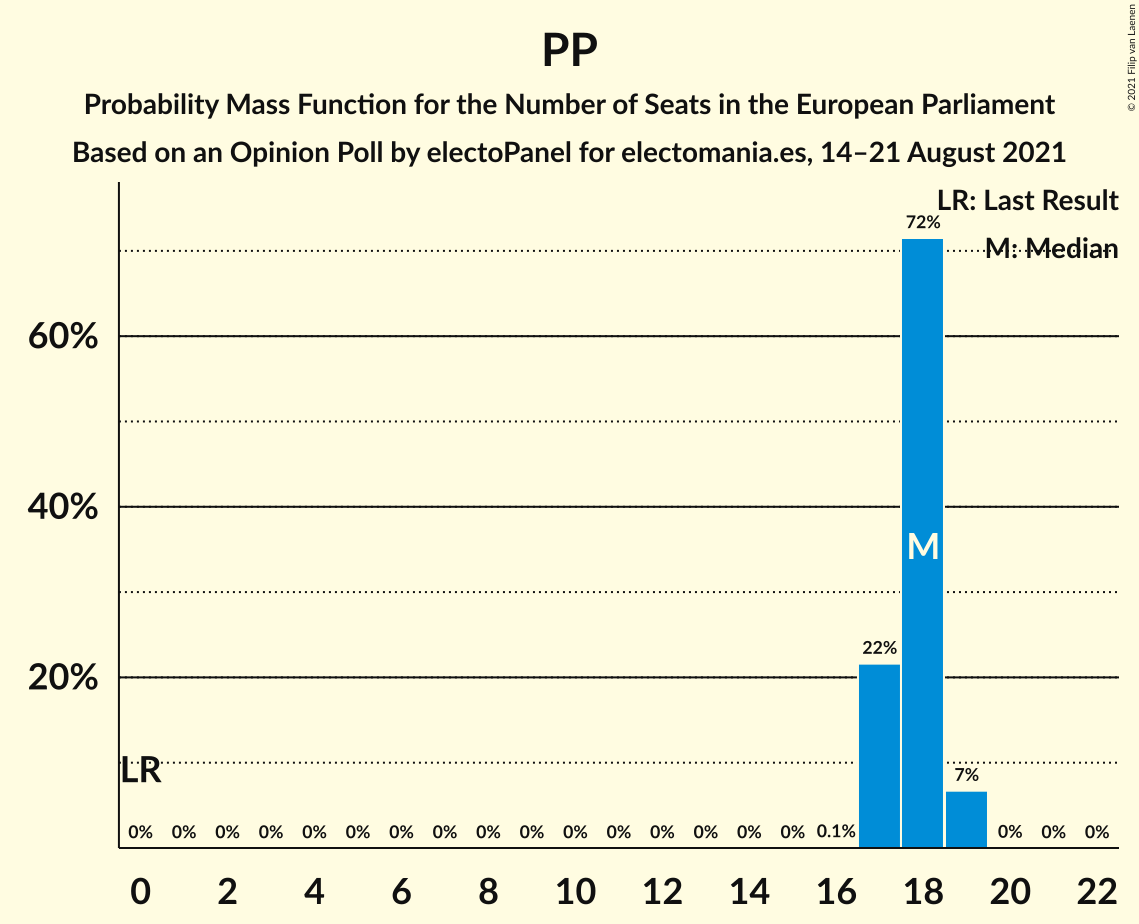 PP
Probability Mass Function for the Number of Seats in the European Parliament
Based on an Opinion Poll by electoPanel for electomania.es, 14–21 August 2021
© 2021 Filip van Laenen
LR: Last Result
M: Median
72%
60%
40%
M
22%
20%
LR
7%
0% 0% 0% 0% 0% 0% 0% 0% 0% 0% 0% 0% 0% 0% 0% 0% 0.1% 0% 0% 0%
0 2 4 6 8 10 12 14 16 18 20 22